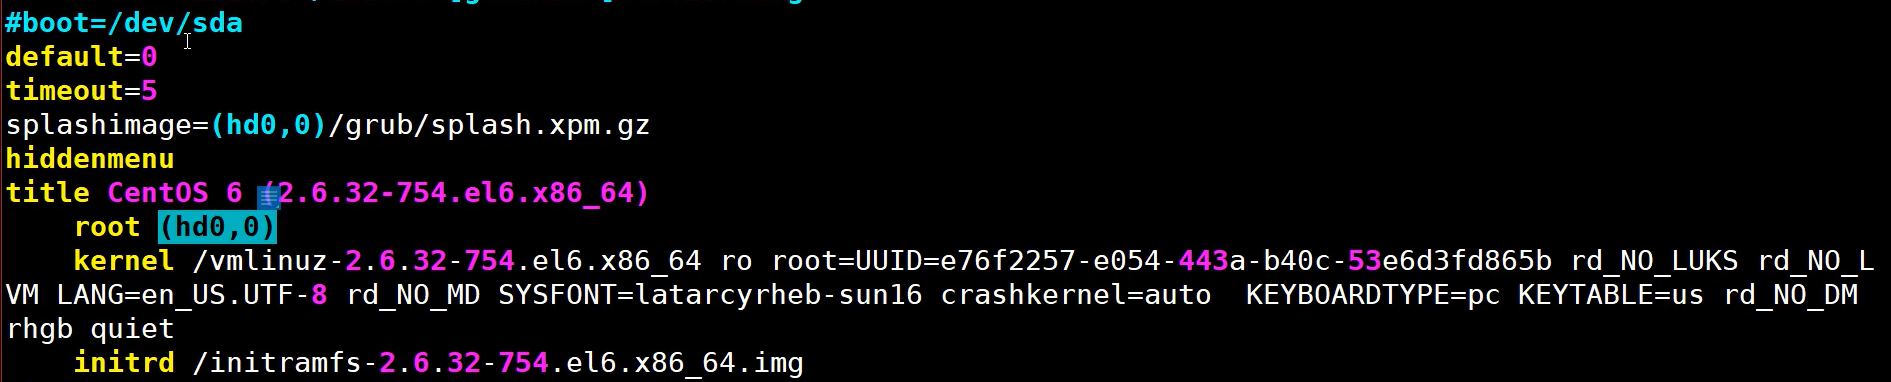 #boot=/dev/sda
default=0
timeout=5
splashimage=(hd0,0)/grub/splash.xpm.gz
hiddenmenu
title CentOS 6 (2.6.32-754.el6.x86_64)
    root (hd0,0)
    kernel /vmlinuz-2.6.32-754.el6.x86_64 ro root=UUID=e76f2257-e054-443a-b40c-53e6d3fd865b rd_NO_LUKS rd_NO_L
VM LANG=en_US.UTF-8 rd_NO_MD SYSFONT=latarcyrheb-sun16 crashkernel=auto  KEYBOARDTYPE=pc KEYTABLE=us rd_NO_DM
rhgb quiet
    initrd /initramfs-2.6.32-754.el6.x86_64.img